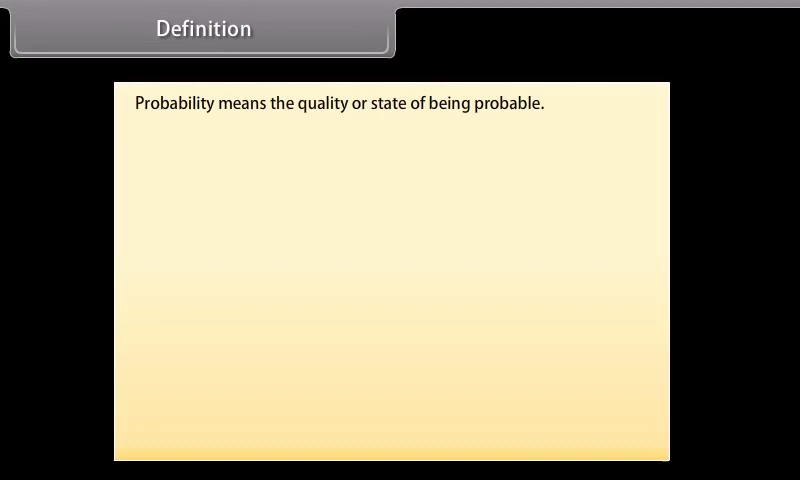 Definition
Probability means the quality or state of being probable.